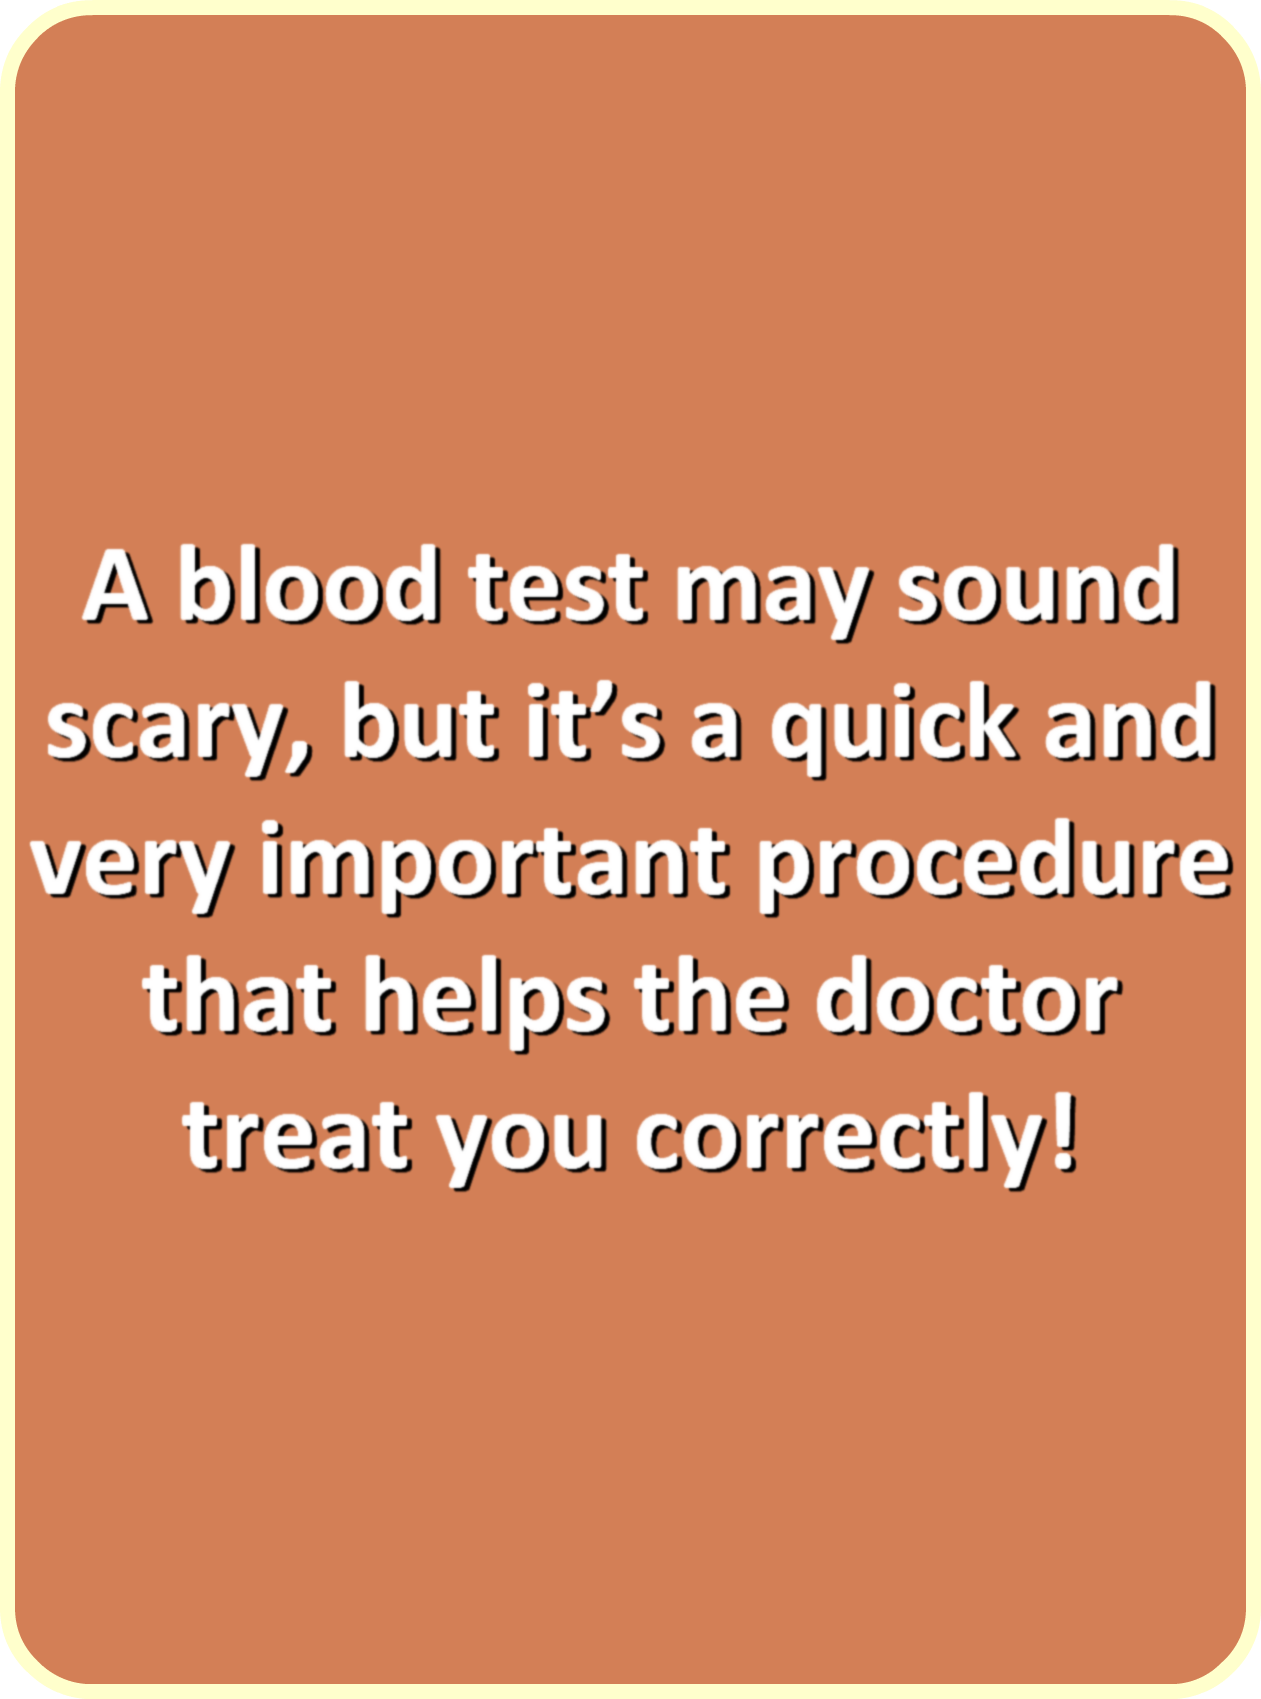 A blood test may sound
scary, but it’s a quick and
very important procedure
that helps the doctor
treat you correctly!